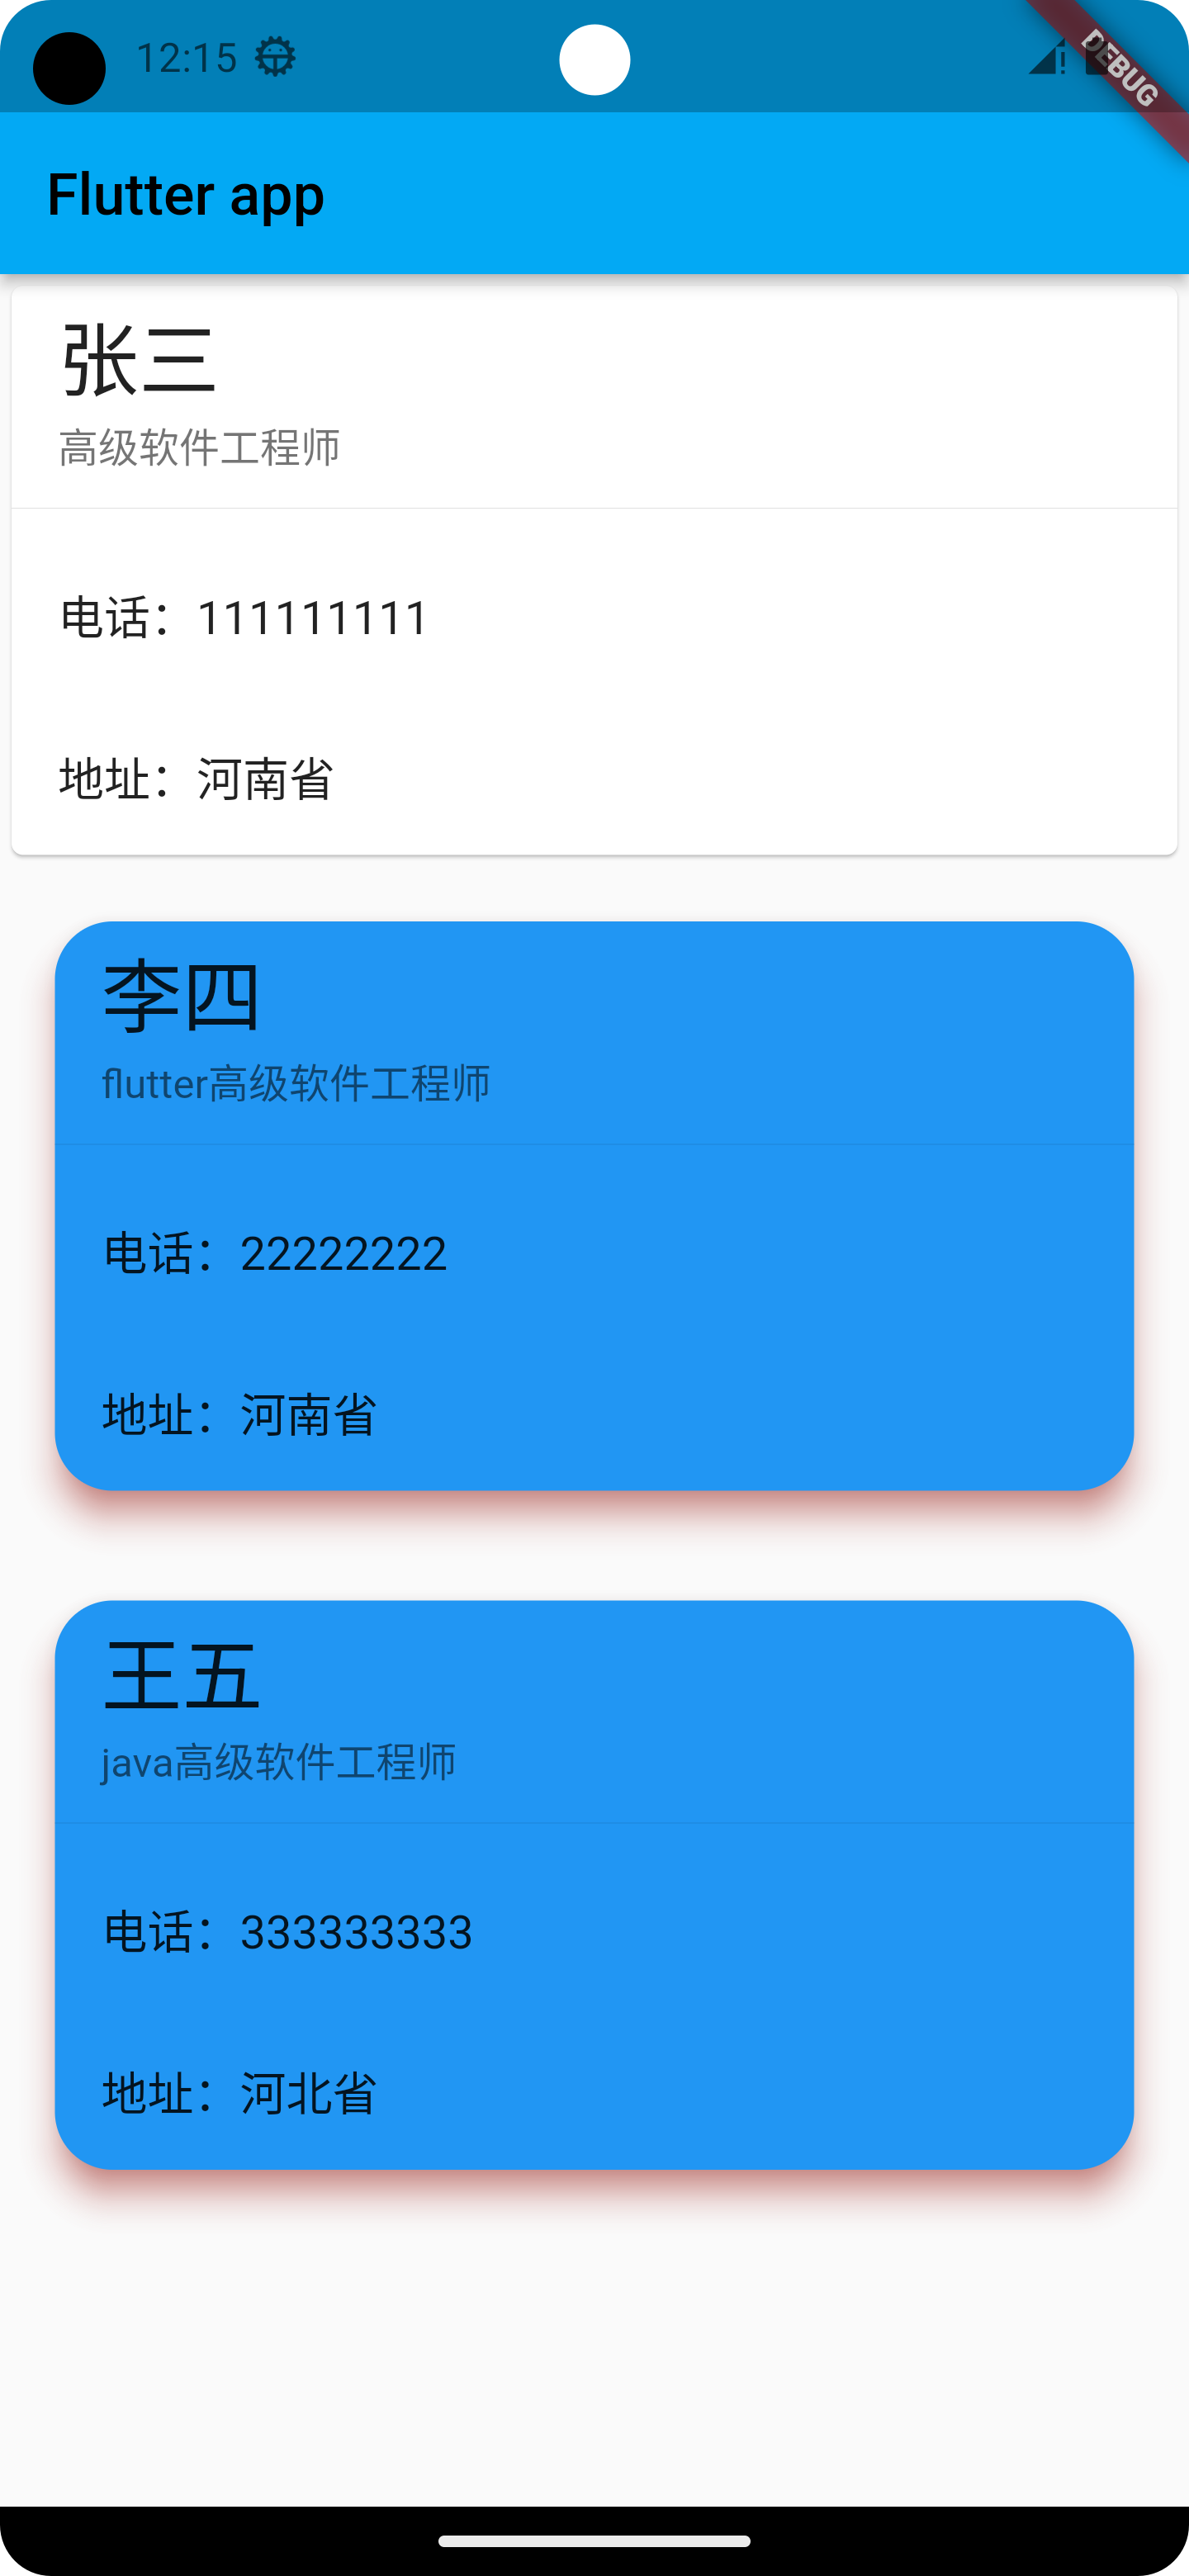 12:15
DEBUG
Flutter app
张三
高级软件工程师
电话：111111111
地址：河南省
李四
flutter高级软件工程师
电话：22222222
地址：河南省
王五
java高级软件工程师
电话：333333333
地址：河北省